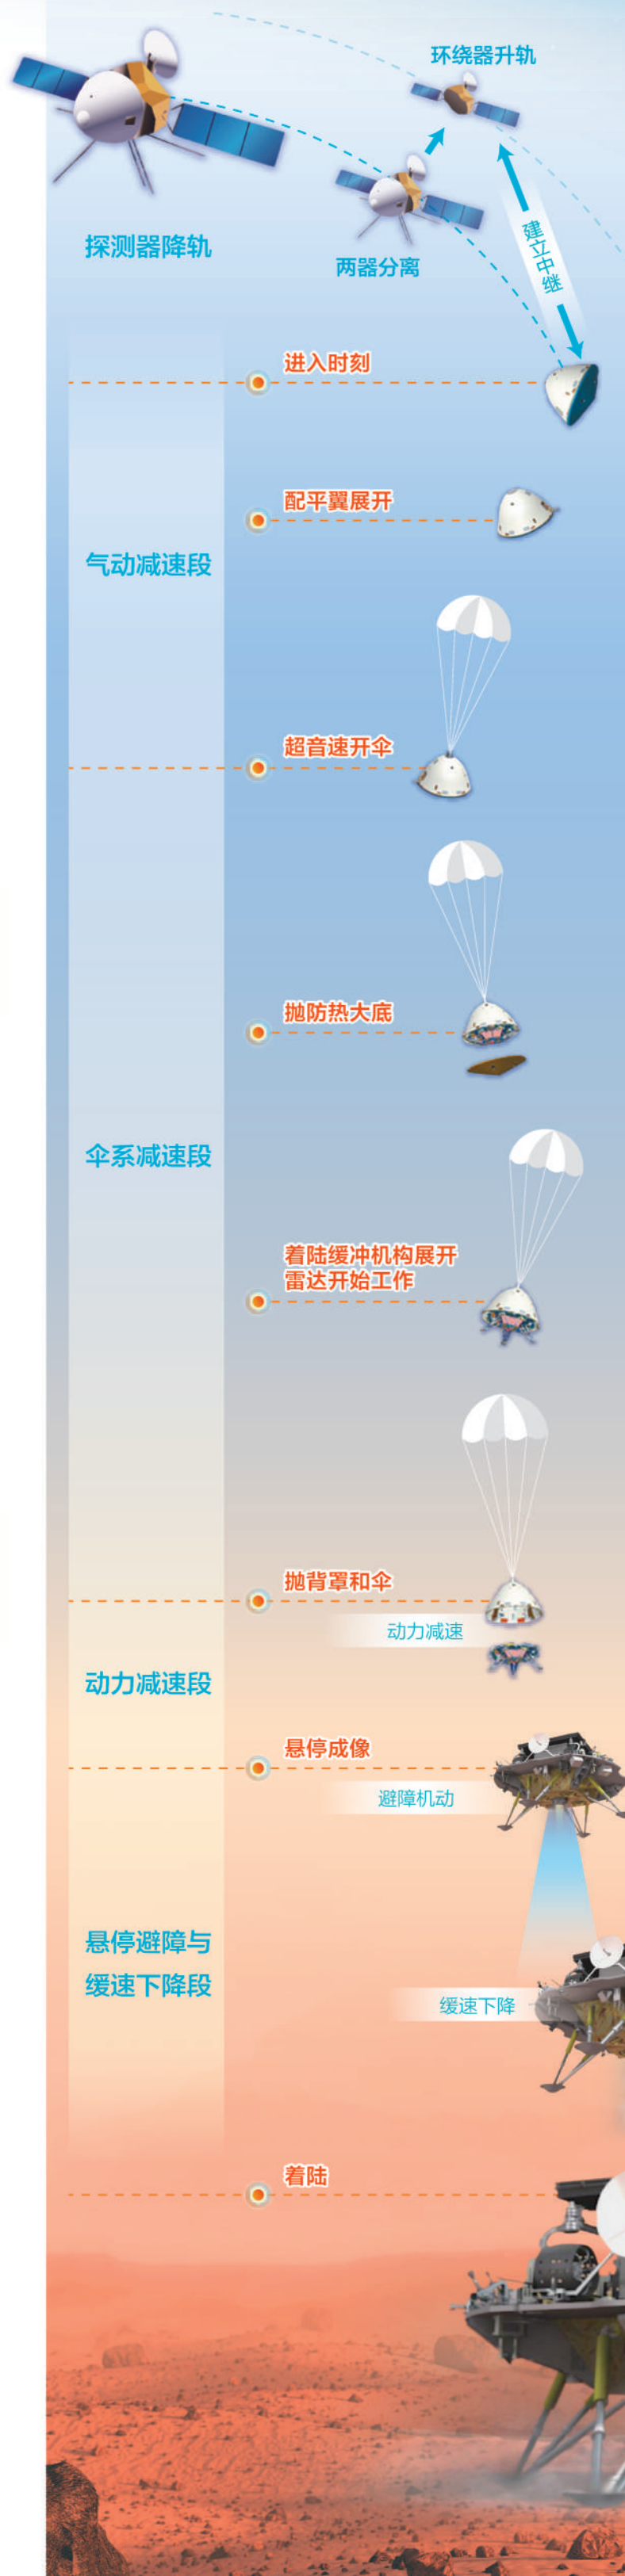 环绕器升轨
探测器降轨
两器分离
建立中继
进入时刻
配平翼展开
气动减速段
超音速开伞
抛防热大底
伞系减速段
着陆缓冲机构展开
雷达开始工作
抛背罩和伞
动力减速
动力减速段
悬停成像
避障机动
悬停避障与
缓速下降段
缓速下降
着陆